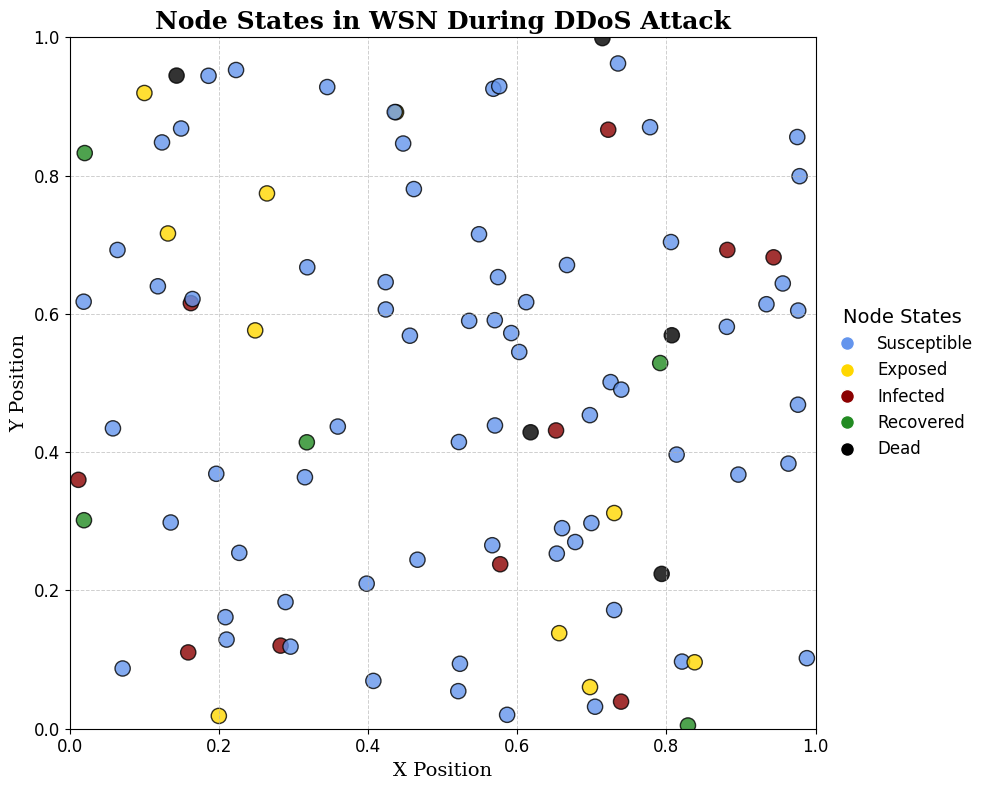 Node States in WSN During DDoS Attack
1.0
0.8
0.6
0.4
0.2
0.0
Y Position
0.0 0.2 0.4 0.6 0.8 1.0
X Position
Node States
Susceptible
Exposed
Infected
Recovered
Dead